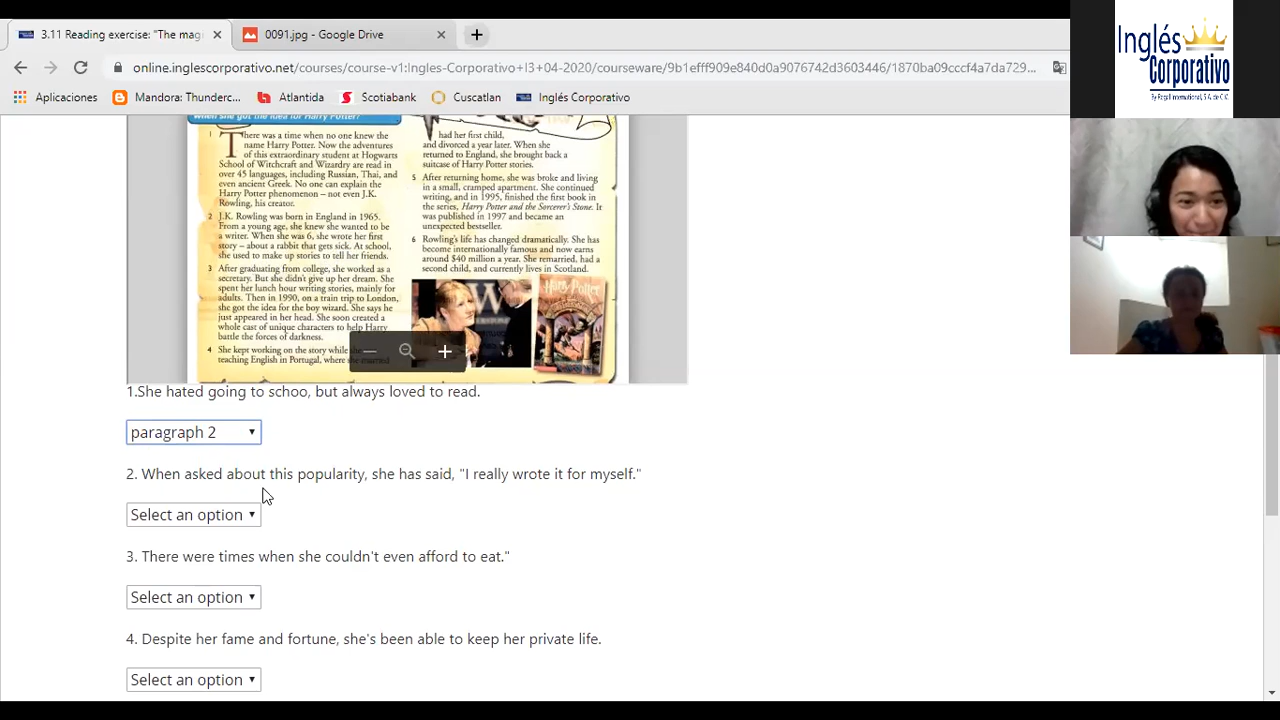 3.11 Reading exercise: "The mag
0091.jpg - Google Drive
online.inglescorporativo.net/courses/course-v1:Ingles-Corporativo+I3+04-2020/courseware/9b1efff909e840d0a9076742d3603446/1870ba09cccf4a7da729...
Aplicaciones
Mandora: Thunderc...
Atlantida
Scotiabank
Cuscatlan
Inglés Corporativo
Inglés
Corporativo
When she got the idea for Harry Potter?
1 There was a time when no one knew the
name Harry Potter. Now the adventures
of this extraordinary student at Hogwarts
School of Witchcraft and Wizardry are read in
over 45 languages, including Russian, Thai, and
even ancient Greek. No one can explain the
Harry Potter phenomenon – not even J.K.
Rowling, his creator.
2 J.K. Rowling was born in England in 1965.
From a young age, she knew she wanted to be
a writer. When she was 6, she wrote her first
story – about a rabbit that gets sick. At school,
she used to make up stories to tell her friends.
3 After graduating from college, she worked as a
secretary. But she didn't give up her dream. She
spent her lunch hour writing stories, mainly for
adults. Then in 1990, on a train trip to London,
she got the idea for the boy wizard. She says he
just appeared in her head. She soon created a
whole cast of unique characters to help Harry
battle the forces of darkness.
4 She kept working on the story while she
teaching English in Portugal, where she married
had her first child,
and divorced a year later. When she
returned to England, she brought back a
suitcase of Harry Potter stories.
5 After returning home, she was broke and living
in a small, cramped apartment. She continued
writing, and in 1995, finished the first book in
the series, Harry Potter and the Sorcerer's Stone. It
was published in 1997 and became an
unexpected bestseller.
6 Rowling's life has changed dramatically. She has
become internationally famous and now earns
around $40 million a year. She remarried, had a
second child, and currently lives in Scotland.
1.She hated going to schoo, but always loved to read.
paragraph 2
2. When asked about this popularity, she has said, "I really wrote it for myself."
Select an option
3. There were times when she couldn't even afford to eat."
Select an option
4. Despite her fame and fortune, she's been able to keep her private life.
Select an option